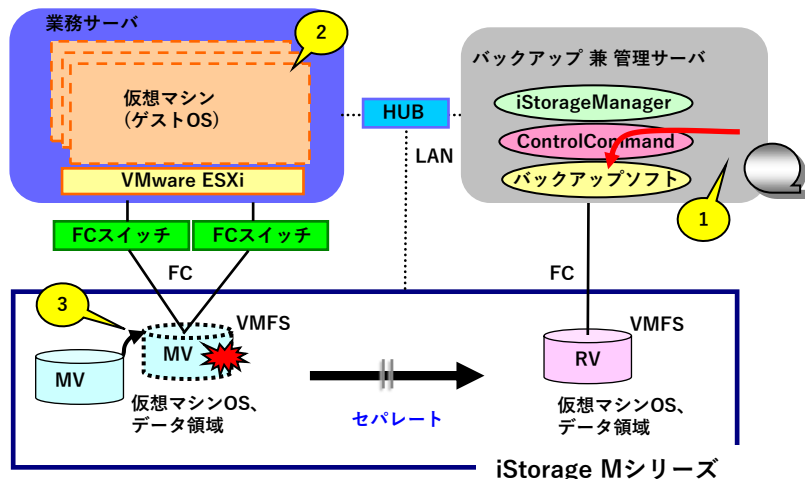 業務サーバ
2
仮想マシン
(ゲストOS)
VMware ESXi
HUB
LAN
バックアップ 兼 管理サーバ
iStorageManager
ControlCommand
バックアップソフト
1
FCスイッチ
FCスイッチ
FC
FC
3
VMFS
MV
MV
仮想マシンOS、
データ領域
セパレート
VMFS
RV
仮想マシンOS、
データ領域
iStorage Mシリーズ